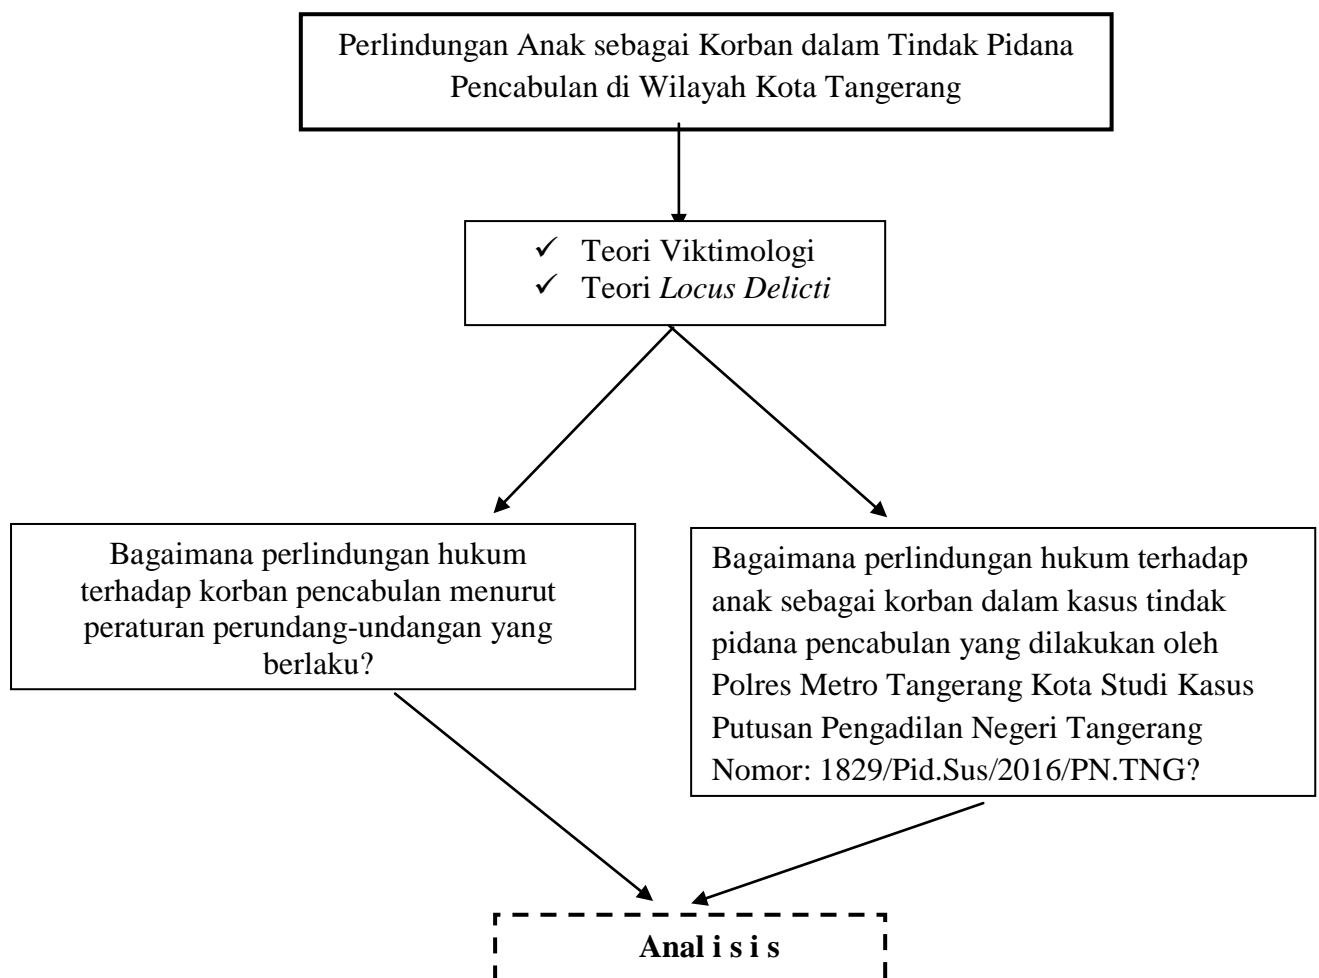 Perlindungan Anak sebagai Korban dalam Tindak Pidana
Pencabulan di Wilayah Kota Tangerang
✓ Teori Viktimologi
✓ Teori Locus Delicti
Bagaimana perlindungan hukum
terhadap korban pencabulan menurut
peraturan perundang-undangan yang
berlaku?
Bagaimana perlindungan hukum terhadap
anak sebagai korban dalam kasus tindak
pidana pencabulan yang dilakukan oleh
Polres Metro Tangerang Kota Studi Kasus
Putusan Pengadilan Negeri Tangerang
Nomor: 1829/Pid.Sus/2016/PN.TNG?
Anal i s i s